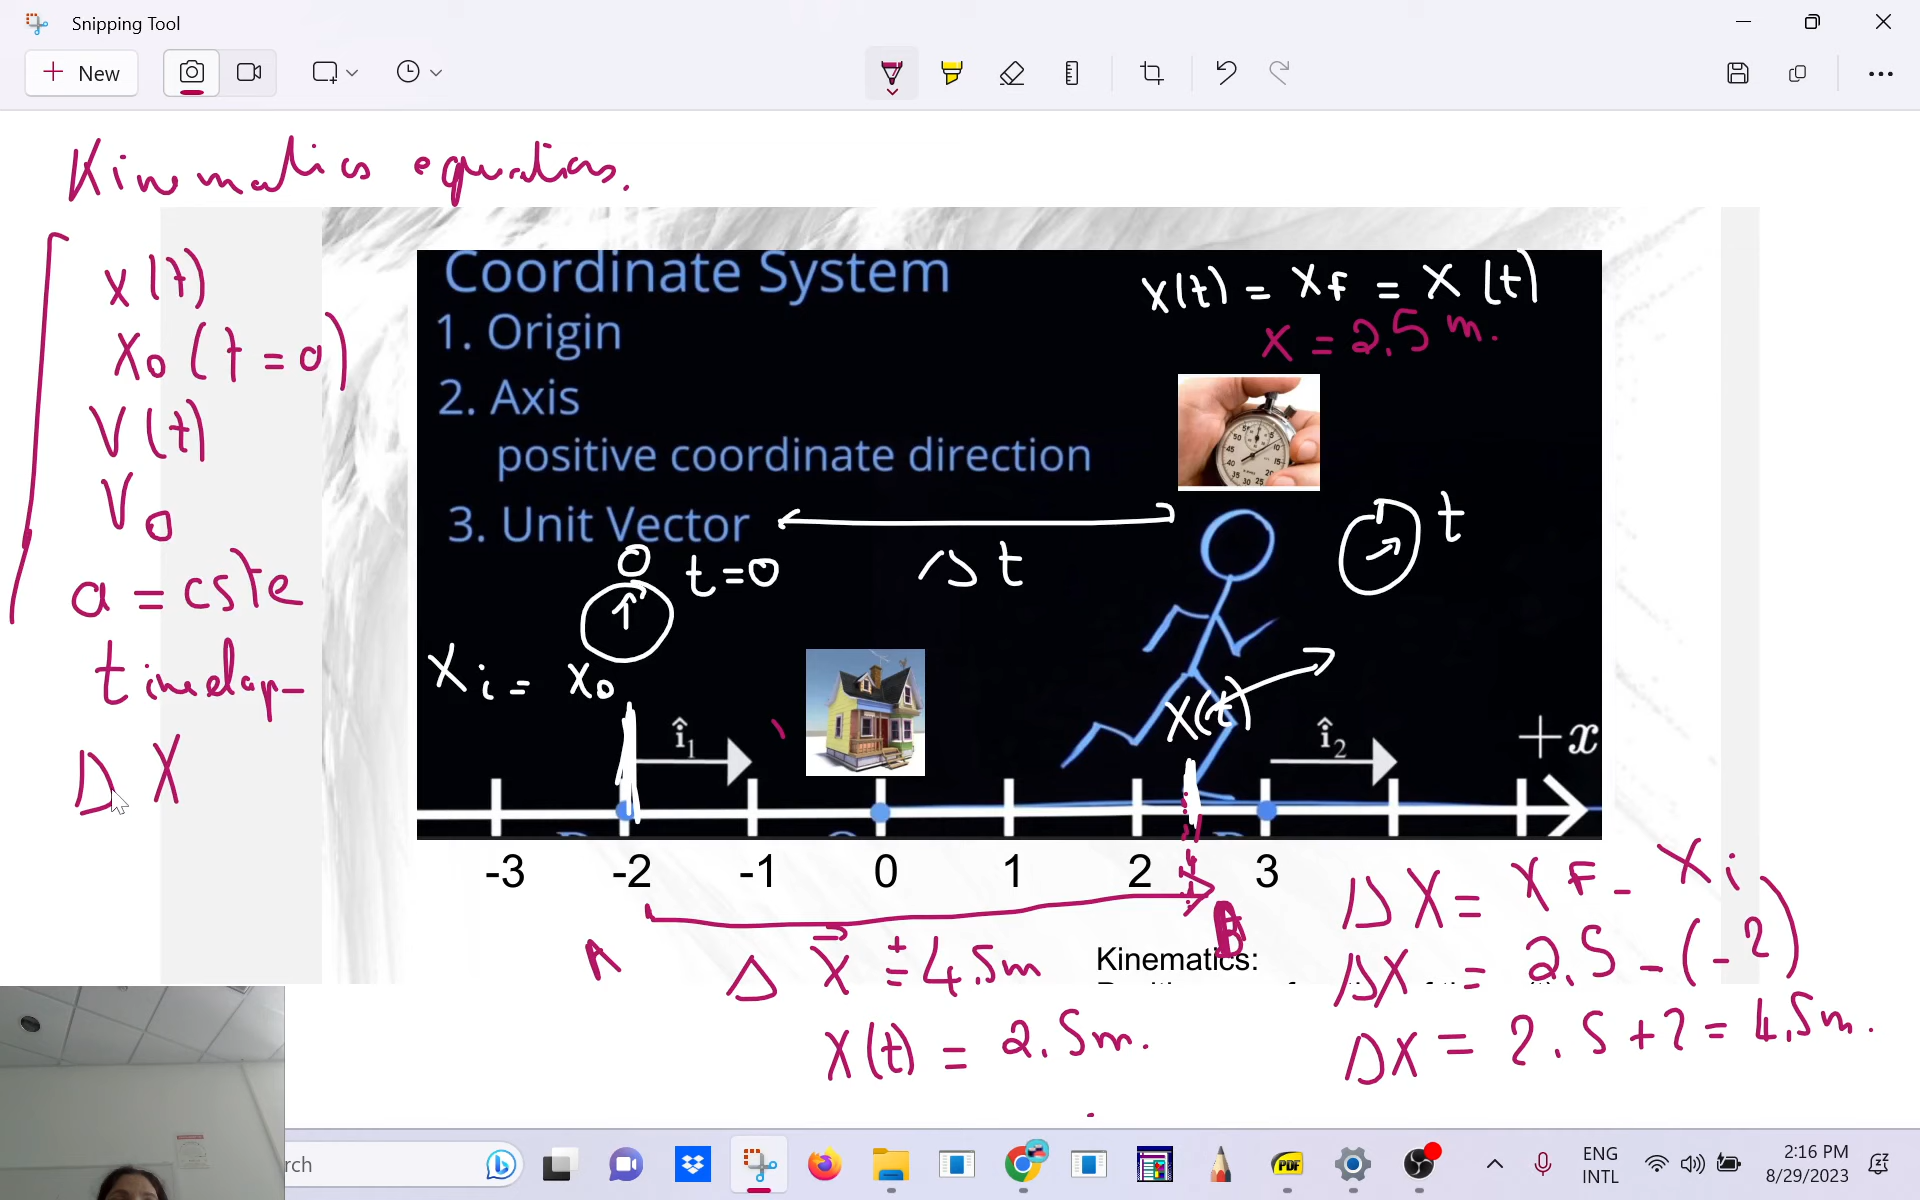 Snipping Tool
New
Kinematics equations.
x(t)
x0 (t=0)
V(t)
V0
a = cste
Δ X
Coordinate System
1. Origin
2. Axis
positive coordinate direction
3. Unit Vector
x(t) = xF = x (t)
x = 2.5 m.
Δt
t
0
t=0
Xi = x0
î1
X(t)
î2
+x
-3 -2 -1 0 1 2 3
A
B
Δ X ± 4.5m
X(t) = 2.5m.
Kinematics:
ΔX = XF - Xi
ΔX = 2.5 - (-2)
ΔX = 2.5 + 2 = 4.5m.
rch
PDF
ENG
INTL
2:16 PM
8/29/2023